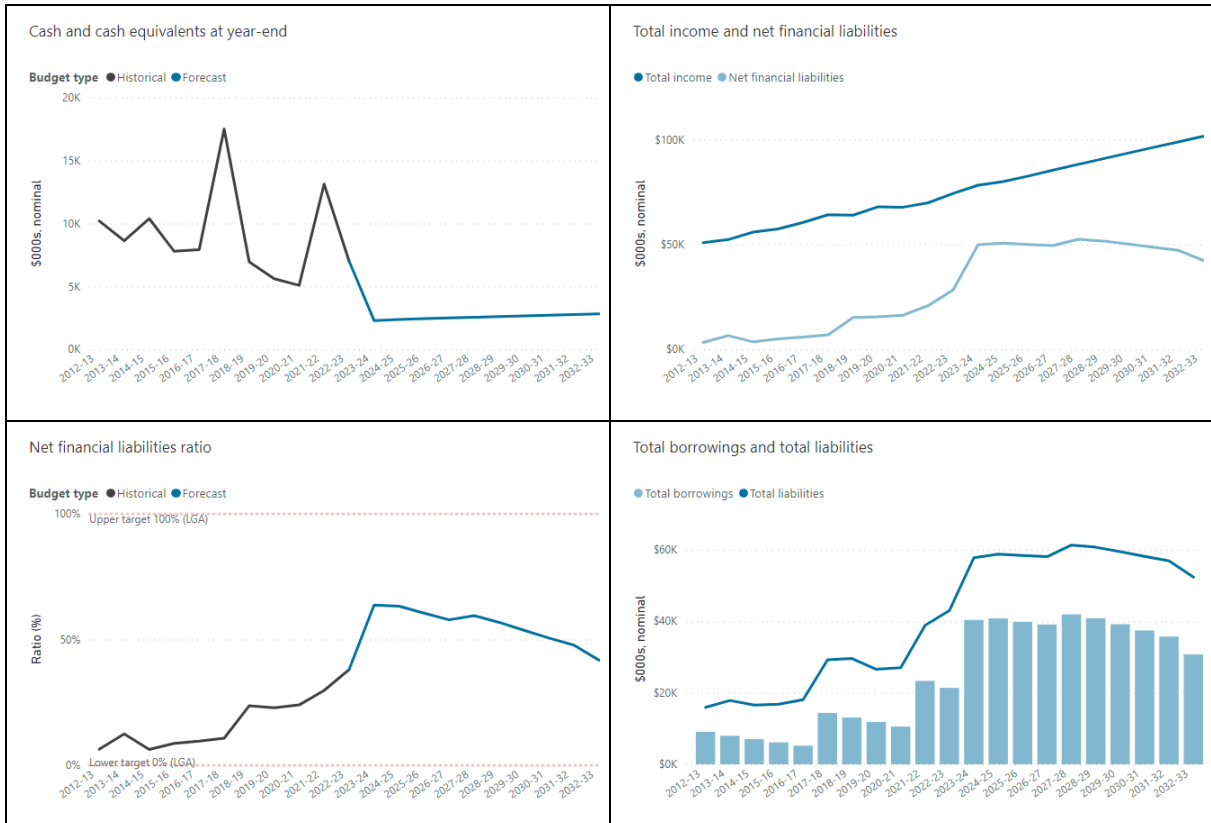 Cash and cash equivalents at year-end
Budget type Historical Forecast
$000s, nominal
20K
15K
10K
5K
0K
2012-13 2013-14 2014-15 2015-16 2016-17 2017-18 2018-19 2019-20 2020-21 2021-22 2022-23 2023-24 2024-25 2025-26 2026-27 2027-28 2028-29 2029-30 2030-31 2031-32 2032-33
Total income and net financial liabilities
Total income Net financial liabilities
$000s, nominal
$100K
$50K
$0K
2012-13 2013-14 2014-15 2015-16 2016-17 2017-18 2018-19 2019-20 2020-21 2021-22 2022-23 2023-24 2024-25 2025-26 2026-27 2027-28 2028-29 2029-30 2030-31 2031-32 2032-33
Net financial liabilities ratio
Budget type Historical Forecast
Ratio (%)
100%
Upper target 100% (LGA)
50%
0%
Lower target 0% (LGA)
2012-13 2013-14 2014-15 2015-16 2016-17 2017-18 2018-19 2019-20 2020-21 2021-22 2022-23 2023-24 2024-25 2025-26 2026-27 2027-28 2028-29 2029-30 2030-31 2031-32 2032-33
Total borrowings and total liabilities
Total borrowings Total liabilities
$000s, nominal
$60K
$40K
$20K
$0K
2012-13 2013-14 2014-15 2015-16 2016-17 2017-18 2018-19 2019-20 2020-21 2021-22 2022-23 2023-24 2024-25 2025-26 2026-27 2027-28 2028-29 2029-30 2030-31 2031-32 2032-33